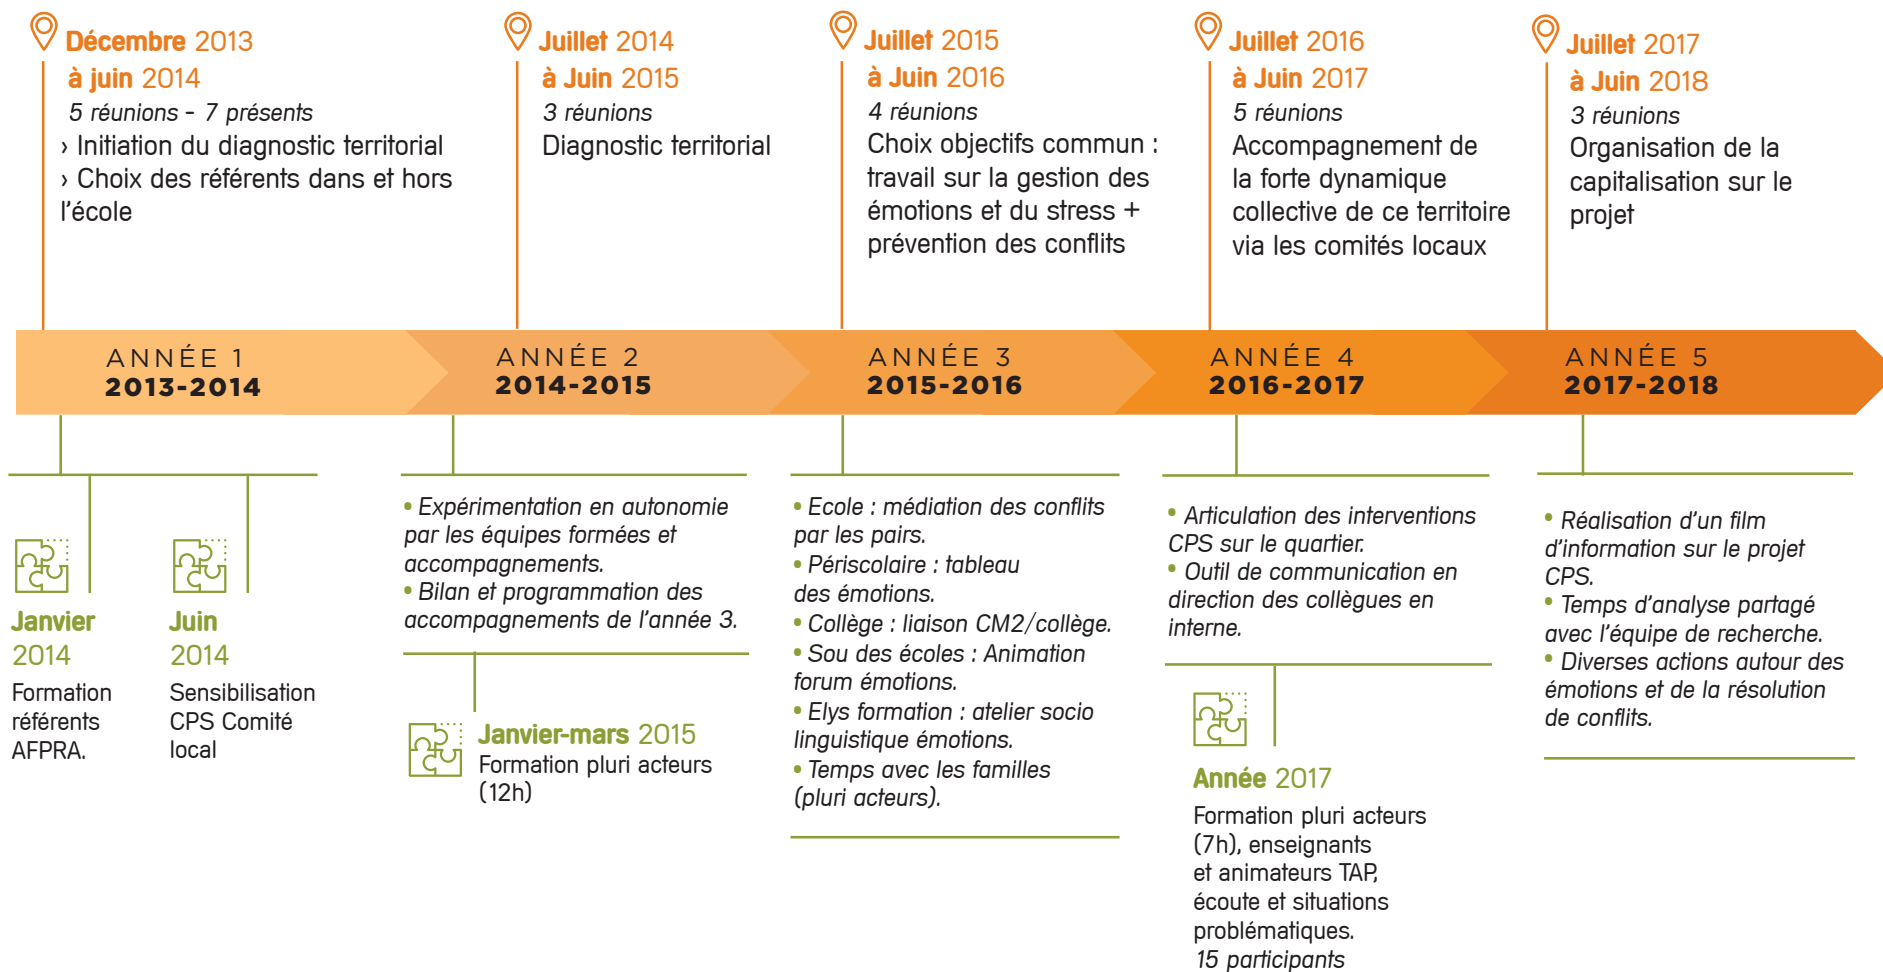 Décembre 2013
à juin 2014
5 réunions - 7 présents
› Initiation du diagnostic territorial
› Choix des référents dans et hors
l'école
Juillet 2014
à Juin 2015
3 réunions
Diagnostic territorial
Juillet 2015
à Juin 2016
4 réunions
Choix objectifs commun :
travail sur la gestion des
émotions et du stress +
prévention des conflits
Juillet 2016
à Juin 2017
5 réunions
Accompagnement de
la forte dynamique
collective de ce territoire
via les comités locaux
Juillet 2017
à Juin 2018
3 réunions
Organisation de la
capitalisation sur le
projet
ANNÉE 1
2013-2014
ANNÉE 2
2014-2015
ANNÉE 3
2015-2016
ANNÉE 4
2016-2017
ANNÉE 5
2017-2018
Janvier
2014
Formation
référents
AFPRA.
Juin
2014
Sensibilisation
CPS Comité
local
• Expérimentation en autonomie
par les équipes formées et
accompagnements.
• Bilan et programmation des
accompagnements de l'année 3.
Janvier-mars 2015
Formation pluri acteurs
(12h)
• Ecole : médiation des conflits
par les pairs.
• Périscolaire : tableau
des émotions.
• Collège : liaison CM2/collège.
• Sou des écoles : Animation
forum émotions.
• Elys formation : atelier socio
linguistique émotions.
• Temps avec les familles
(pluri acteurs).
• Articulation des interventions
CPS sur le quartier.
• Outil de communication en
direction des collègues en
interne.
Année 2017
Formation pluri acteurs
(7h), enseignants
et animateurs TAP,
écoute et situations
problématiques.
15 participants
• Réalisation d'un film
d'information sur le projet
CPS.
• Temps d'analyse partagé
avec l'équipe de recherche.
• Diverses actions autour des
émotions et de la résolution
de conflits.